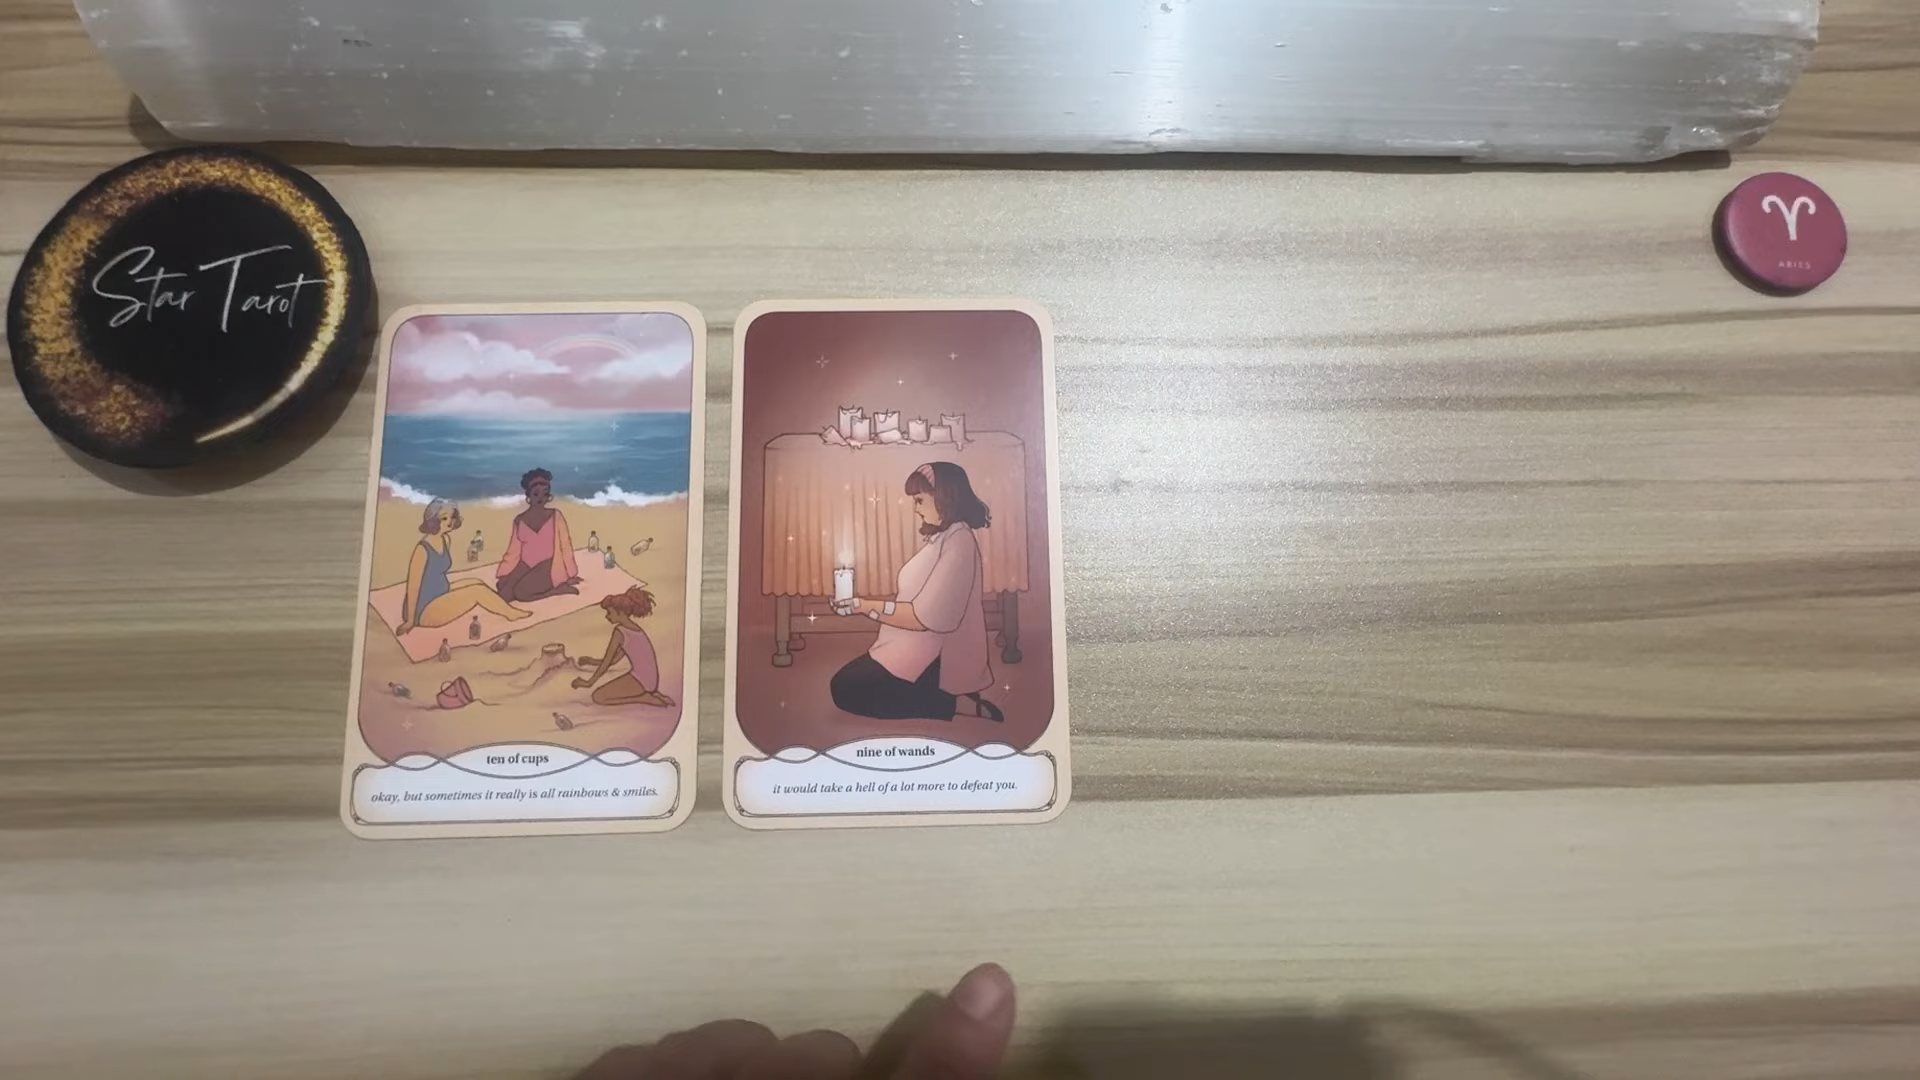 Star Tarot
ARIES
ten of cups
okay, but sometimes it really is all rainbows & smiles.
nine of wands
it would take a hell of a lot more to defeat you.